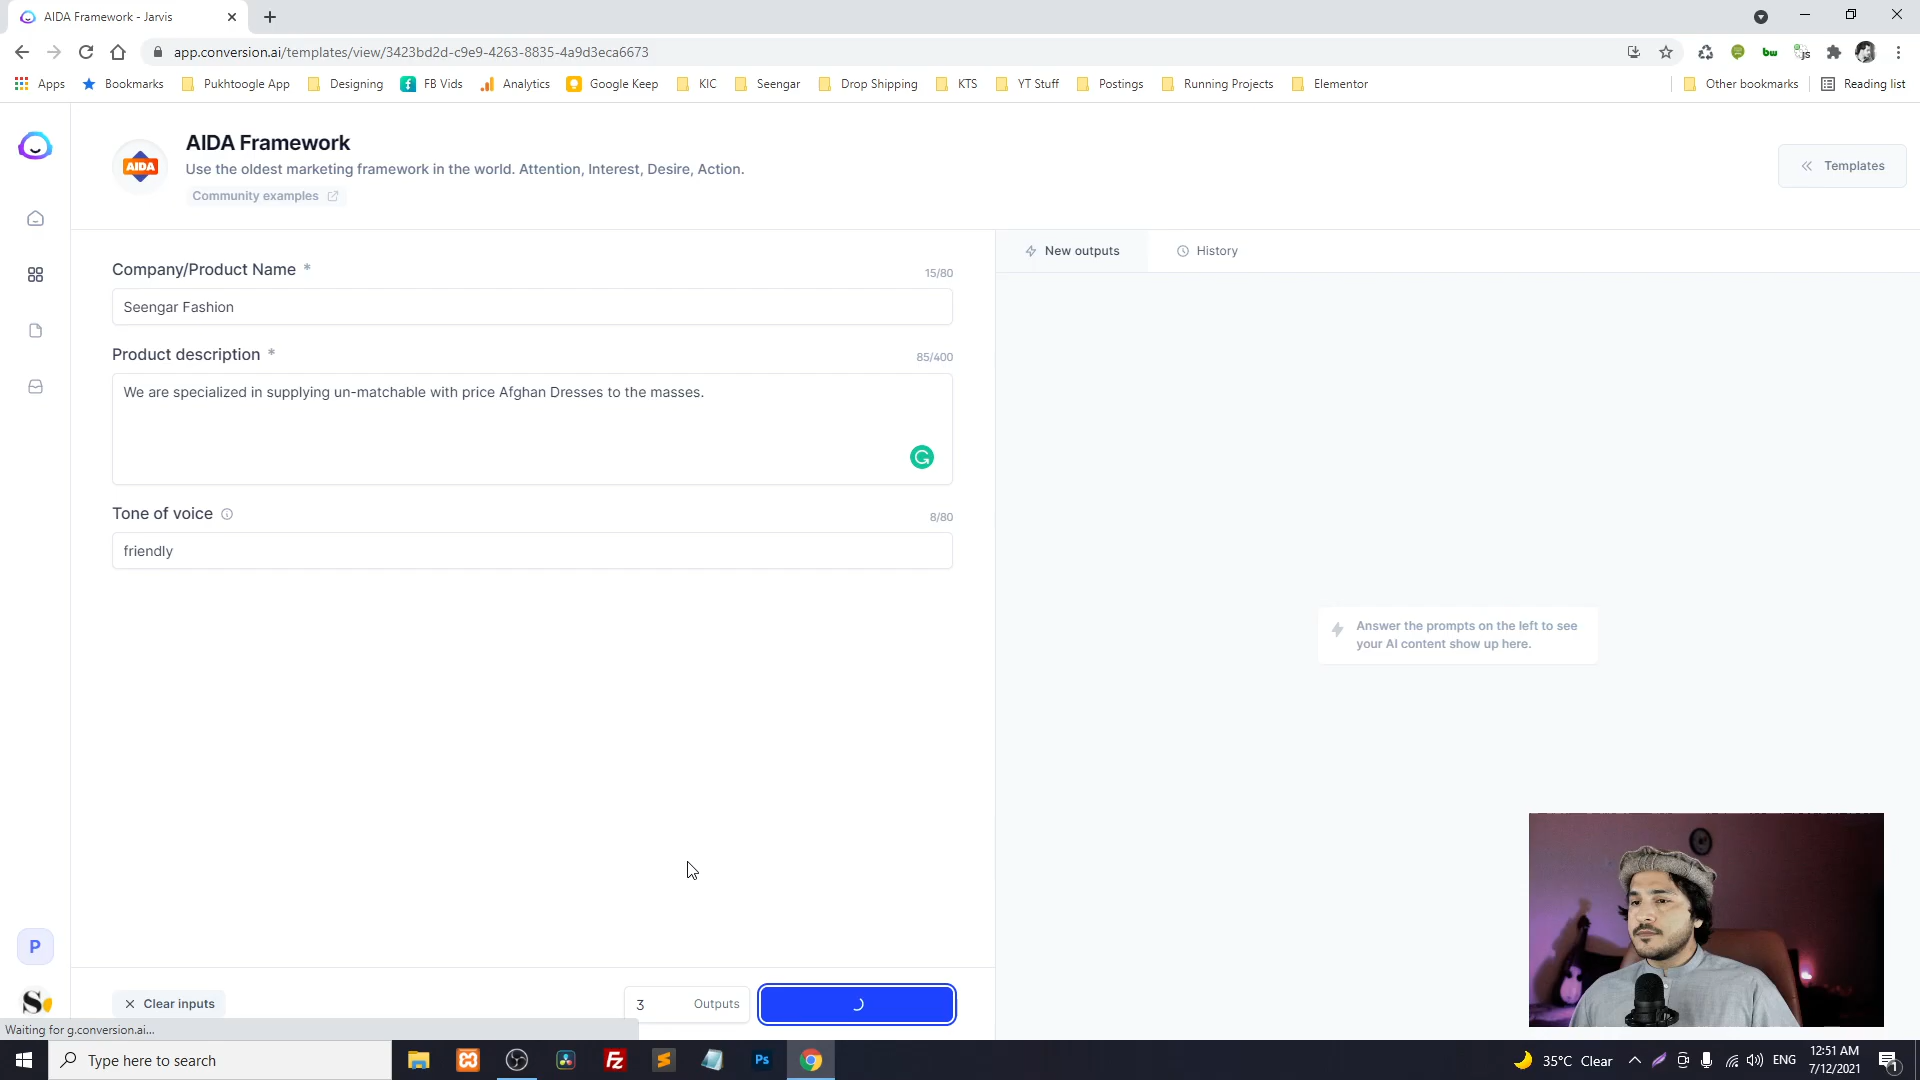 AIDA Framework - Jarvis
app.conversion.ai/templates/view/3423bd2d-c9e9-4263-8835-4a9d3eca6673
Apps Bookmarks Pukhtoogle App Designing FB Vids Analytics Google Keep KIC Seengar Drop Shipping KTS YT Stuff Postings Running Projects Elementor Other bookmarks Reading list
AIDA Framework
AIDA
Use the oldest marketing framework in the world. Attention, Interest, Desire, Action.
Templates
Community examples
New outputs History
Company/Product Name *
15/80
Seengar Fashion
Product description *
85/400
We are specialized in supplying un-matchable with price Afghan Dresses to the masses.
Tone of voice
8/80
friendly
Answer the prompts on the left to see
your AI content show up here.
P
Clear inputs
3 Outputs
Waiting for g.conversion.ai...
Type here to search
35°C Clear
ENG
12:51 AM
7/12/2021